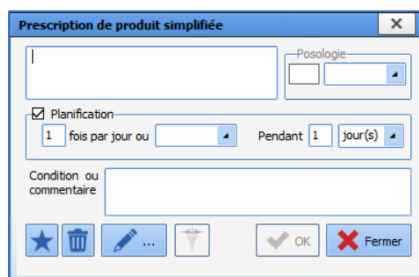 Prescription de produit simplifiée
Posologie
Planification
1 fois par jour ou
Pendant 1 jour(s)
Condition ou
commentaire
...
OK
Fermer